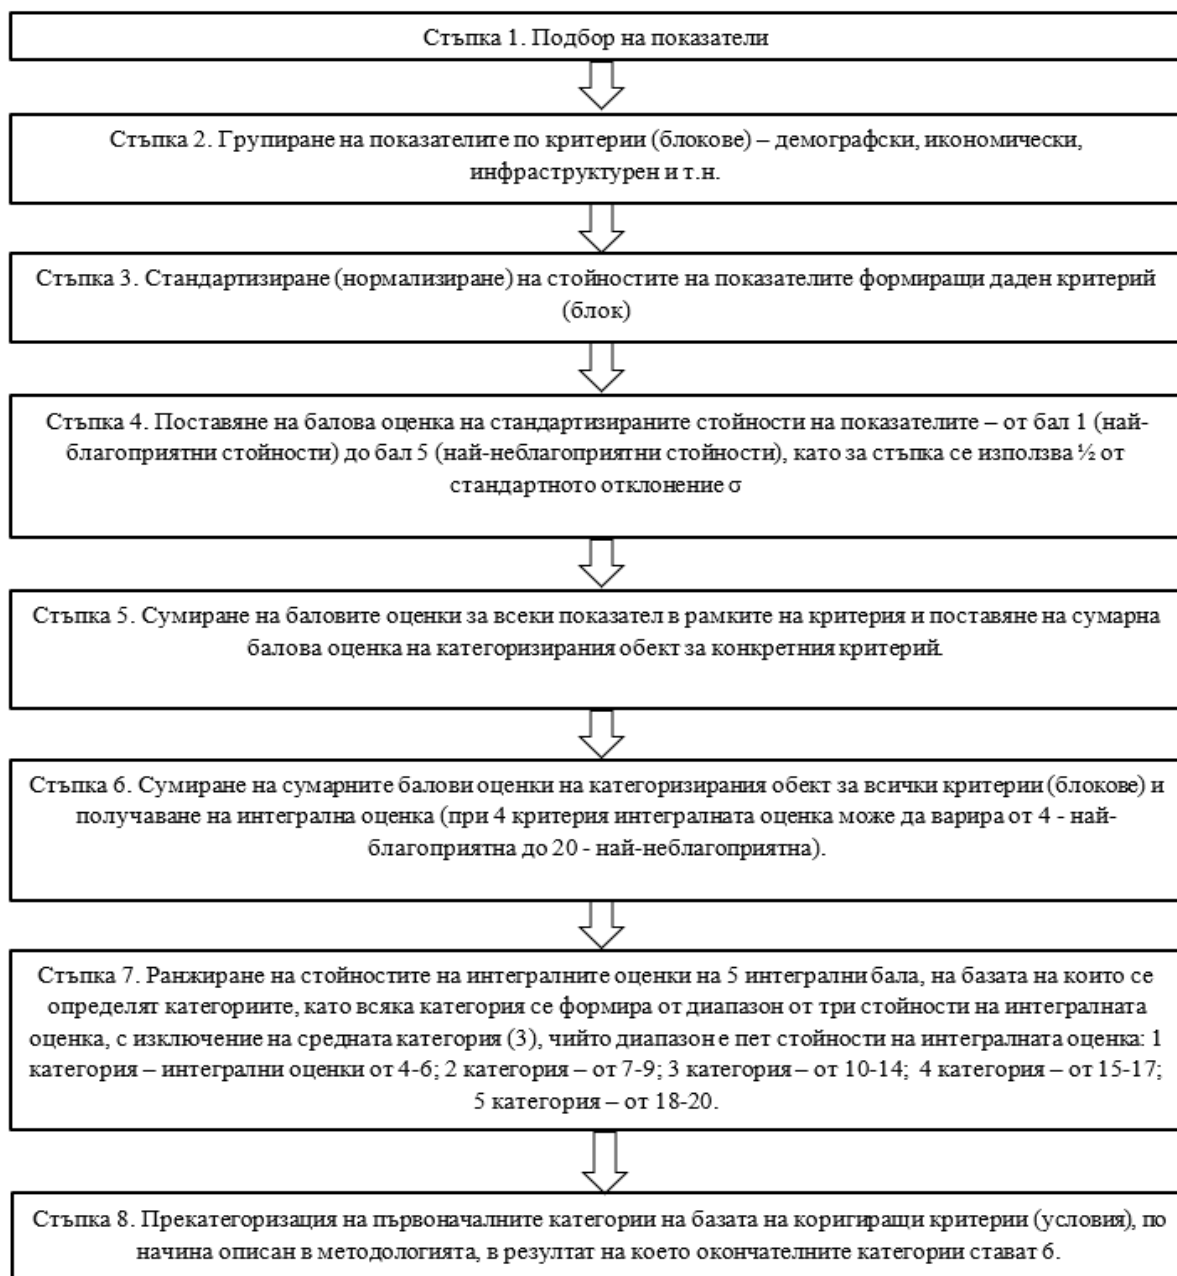 Стъпка 1. Подбор на показатели
Стъпка 2. Групиране на показателите по критерии (блокове) – демографски, икономически,
инфраструктурен и т.н.
Стъпка 3. Стандартизиране (нормализиране) на стойностите на показателите формиращи даден критерий
(блок)
Стъпка 4. Поставяне на балова оценка на стандартизираните стойности на показателите – от бал 1 (най-
благоприятни стойности) до бал 5 (най-неблагоприятни стойности), като за стъпка се използва ½ от
стандартното отклонение σ
Стъпка 5. Сумиране на баловите оценки за всеки показател в рамките на критерия и поставяне на сумарна
балова оценка на категоризирания обект за конкретния критерий.
Стъпка 6. Сумиране на сумарните балови оценки на категоризирания обект за всички критерии (блокове) и
получаване на интегрална оценка (при 4 критерия интегралната оценка може да варира от 4 - най-
благоприятна до 20 - най-неблагоприятна).
Стъпка 7. Ранжиране на стойностите на интегралните оценки на 5 интегрални бала, на базата на които се
определят категориите, като всяка категория се формира от диапазон от три стойности на интегралната
оценка, с изключение на средната категория (3), чийто диапазон е пет стойности на интегралната оценка: 1
категория – интегрални оценки от 4-6; 2 категория – от 7-9; 3 категория – от 10-14; 4 категория – от 15-17;
5 категория – от 18-20.
Стъпка 8. Прекатегоризация на първоначалните категории на базата на коригиращи критерии (условия), по
начина описан в методологията, в резултат на което окончателните категории стават 6.